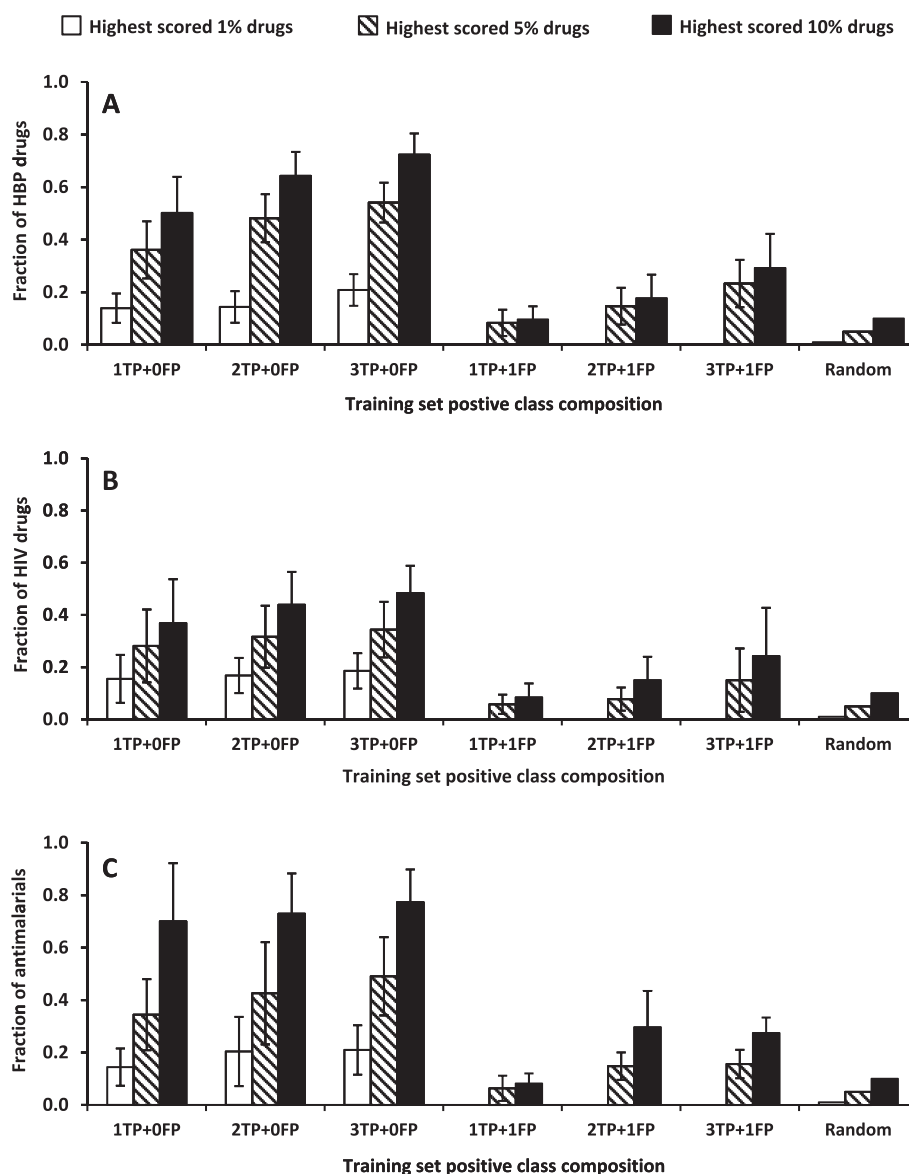 Highest scored 1% drugs Highest scored 5% drugs Highest scored 10% drugs
A
Fraction of HBP drugs
1.0
0.8
0.6
0.4
0.2
0.0
1TP+0FP 2TP+0FP 3TP+0FP 1TP+1FP 2TP+1FP 3TP+1FP Random
Training set postive class composition
B
Fraction of HIV drugs
1.0
0.8
0.6
0.4
0.2
0.0
1TP+0FP 2TP+0FP 3TP+0FP 1TP+1FP 2TP+1FP 3TP+1FP Random
Training set positive class composition
C
Fraction of antimalarials
1.0
0.8
0.6
0.4
0.2
0.0
1TP+0FP 2TP+0FP 3TP+0FP 1TP+1FP 2TP+1FP 3TP+1FP Random
Training set positive class composition